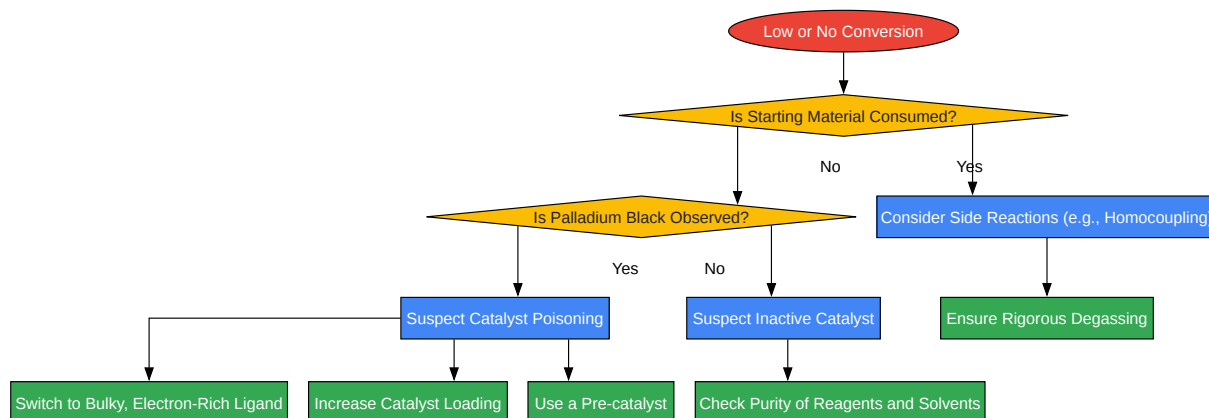 Low or No Conversion
Is Starting Material Consumed?
No
Yes
Is Palladium Black Observed?
Consider Side Reactions (e.g., Homocoupling)
Yes
No
Suspect Catalyst Poisoning
Suspect Inactive Catalyst
Ensure Rigorous Degassing
Switch to Bulky, Electron-Rich Ligand
Increase Catalyst Loading
Use a Pre-catalyst
Check Purity of Reagents and Solvents